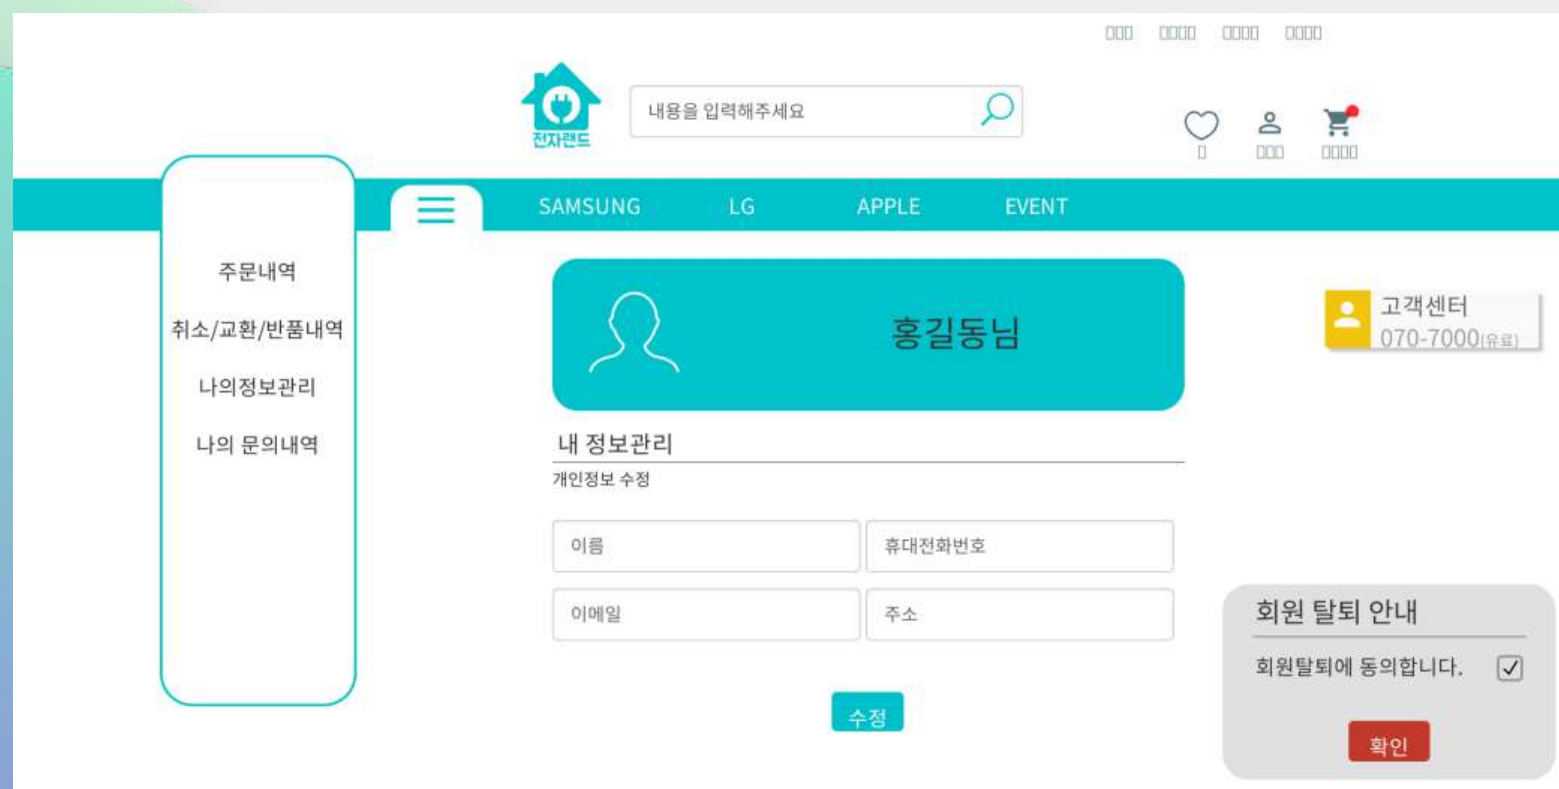 내용을 입력해주세요
전자랜드
SAMSUNG LG APPLE EVENT
주문내역
취소/교환/반품내역
나의정보관리
나의 문의내역
홍길동님
고객센터
070-7000(유료)
내 정보관리
개인정보 수정
이름 휴대전화번호
이메일 주소
수정
회원 탈퇴 안내
회원탈퇴에 동의합니다.
확인